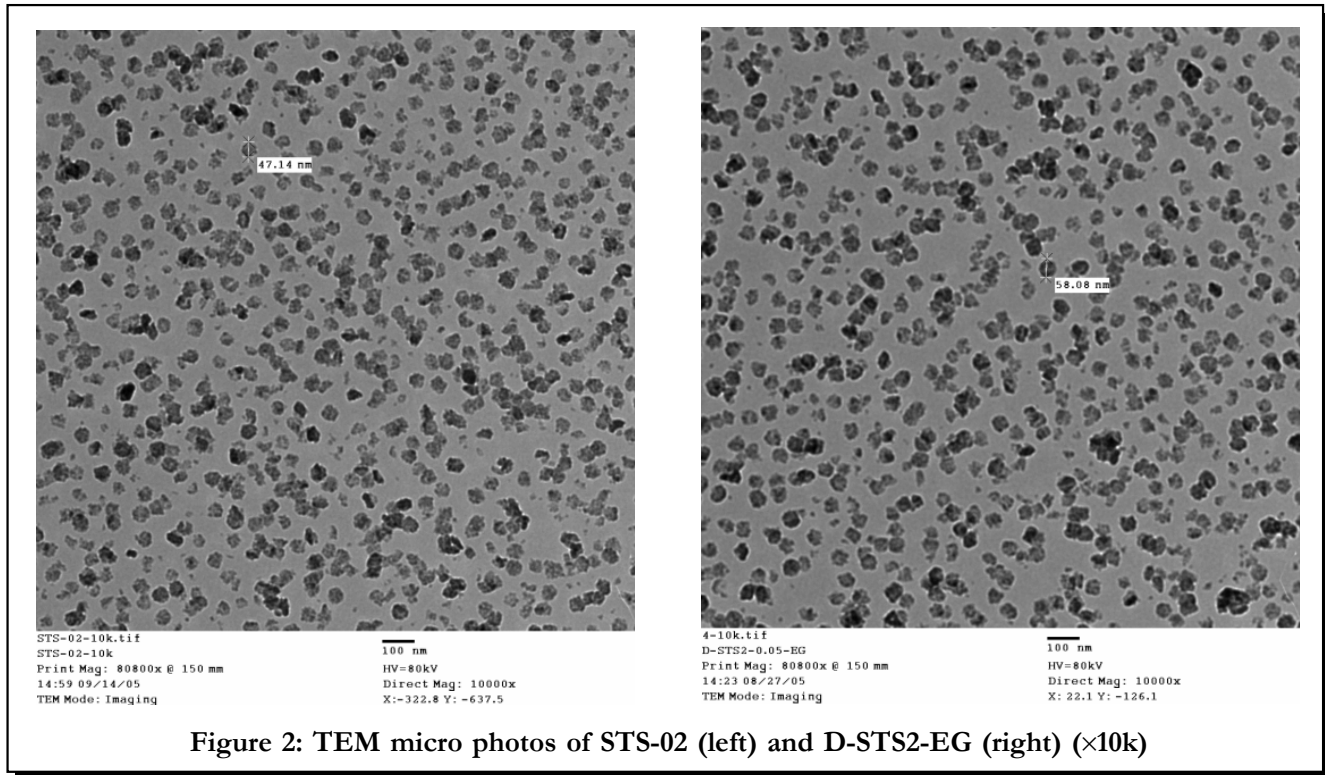 47.14 nm
STS-02-10k.tif
STS-02-10k
Print Mag: 80800x @ 150 mm
14:59 09/14/05
TEM Mode: Imaging
100 nm
HV=80kV
Direct Mag: 10000x
X:-322.8 Y: -637.5
58.08 nm
4-10k.tif
D-STS2-0.05-EG
Print Mag: 80800x @ 150 mm
14:23 08/27/05
TEM Mode: Imaging
100 nm
HV=80kV
Direct Mag: 10000x
X: 22.1 Y: -126.1
Figure 2: TEM micro photos of STS-02 (left) and D-STS2-EG (right) (×10k)